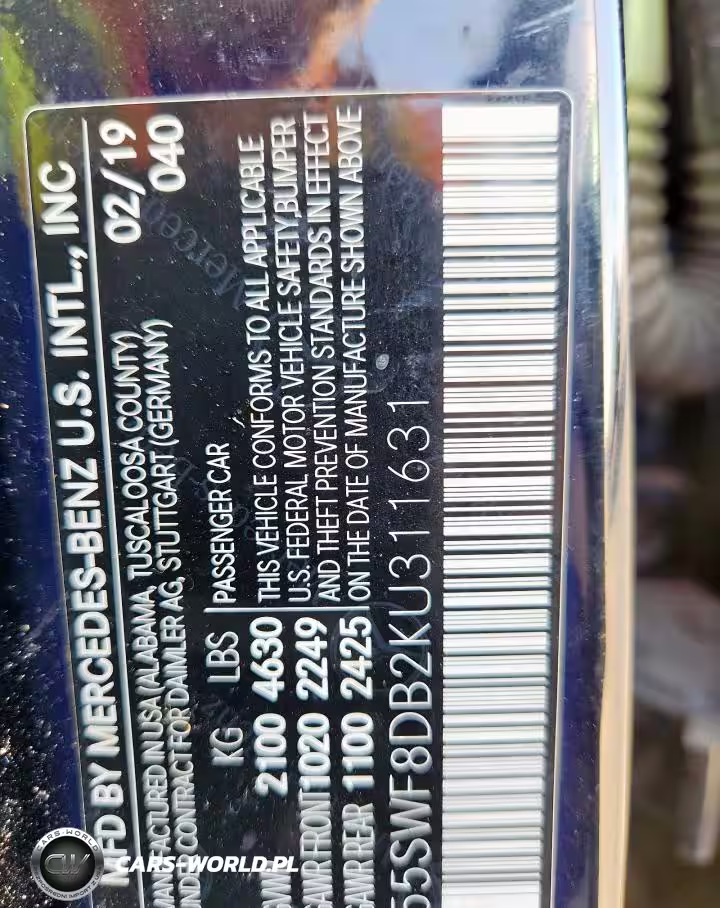 MFD BY MERCEDES-BENZ U.S. INTL., INC
MANUFACTURED IN USA (ALABAMA, TUSCALOOSA COUNTY) 02/19
UNDER CONTRACT FOR DAIMLER AG, STUTTGART (GERMANY) 040
KG LBS PASSENGER CAR
2100 4630 THIS VEHICLE CONFORMS TO ALL APPLICABLE
FRONT 1020 2249 U.S. FEDERAL MOTOR VEHICLE SAFETY,BUMPER
REAR 1100 2425 AND THEFT PREVENTION STANDARDS IN EFFECT
ON THE DATE OF MANUFACTURE SHOWN ABOVE
55SWF8DB2KU311631
CARS-WORLD.PL